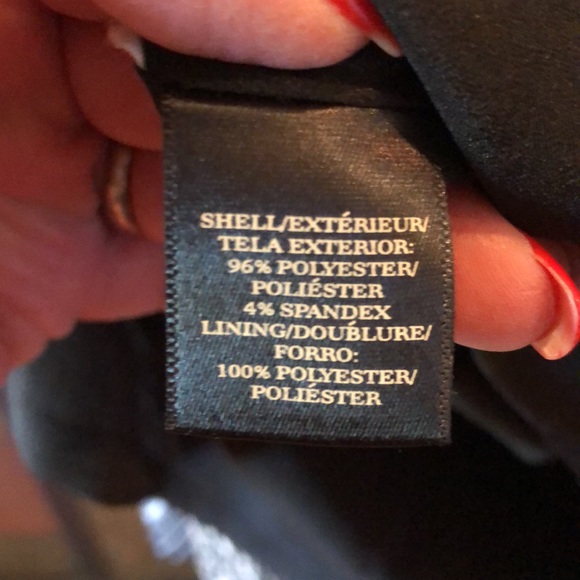 SHELL/EXTÉRIEUR/
TELA EXTERIOR:
96% POLYESTER/
POLIÉSTER
4% SPANDEX
LINING/DOUBLURE/
FORRO:
100% POLYESTER/
POLIÉSTER